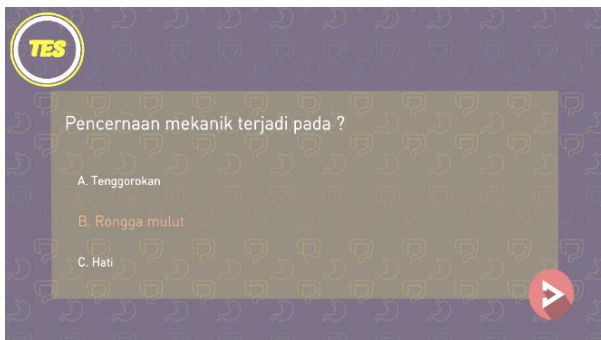 TES
Pencernaan mekanik terjadi pada ?
A. Tenggorokan
B. Rongga mulut
C. Hati